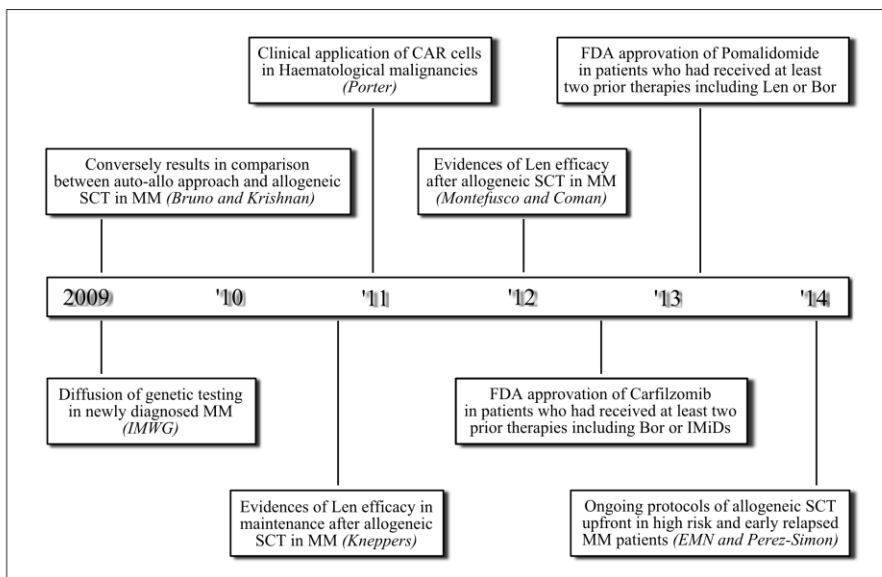 Clinical application of CAR cells
in Haematological malignancies
(Porter)
FDA approvation of Pomalidomide
in patients who had received at least
two prior therapies including Len or Bor
Conversely results in comparison
between auto-allo approach and allogeneic
SCT in MM (Bruno and Krishnan)
Evidences of Len efficacy
after allogeneic SCT in MM
(Montefusco and Coman)
2009 '10 '11 '12 '13 '14
Diffusion of genetic testing
in newly diagnosed MM
(IMWG)
FDA approvation of Carfilzomib
in patients who had received at least two
prior therapies including Bor or IMiDs
Evidences of Len efficacy in
maintenance after allogeneic
SCT in MM (Kneppers)
Ongoing protocols of allogeneic SCT
upfront in high risk and early relapsed
MM patients (EMN and Perez-Simon)